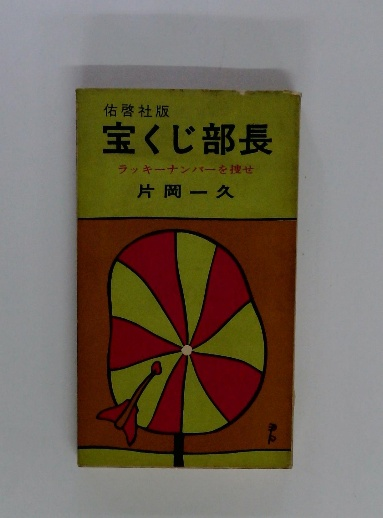 佑啓社版
宝くじ部長
ラッキーナンバーを捜せ
片岡一久